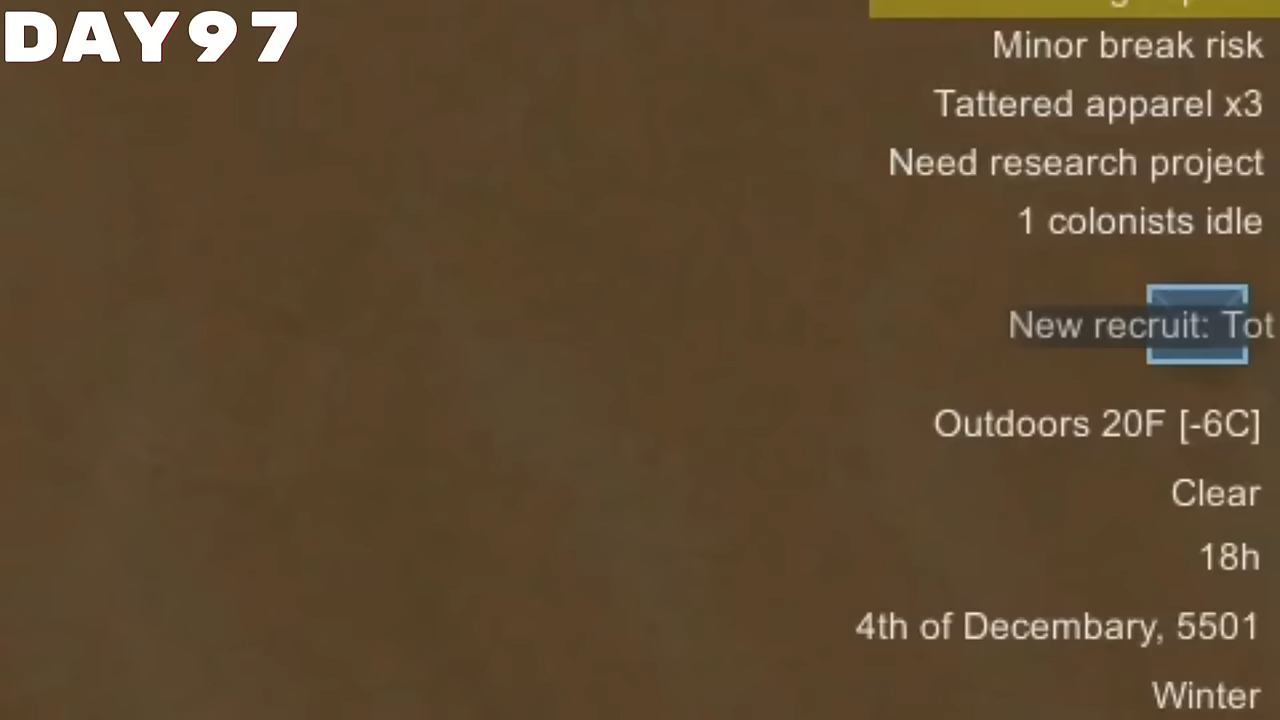 DAY97
Minor break risk
Tattered apparel x3
Need research project
1 colonists idle
New recruit: Tot
Outdoors 20F [-6C]
Clear
18h
4th of Decembary, 5501
Winter